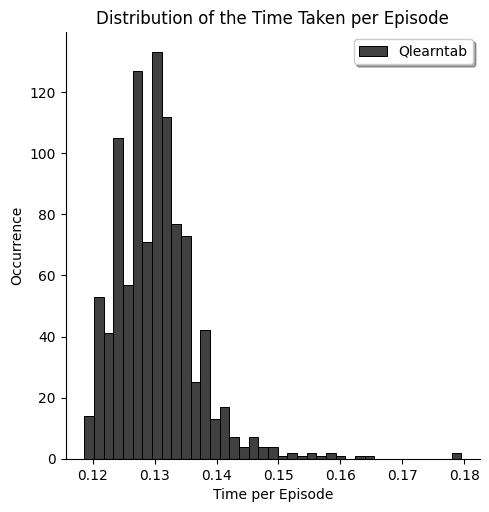 Distribution of the Time Taken per Episode
Qlearntab
120
100
80
60
40
20
0
Occurrence
0.12 0.13 0.14 0.15 0.16 0.17 0.18
Time per Episode